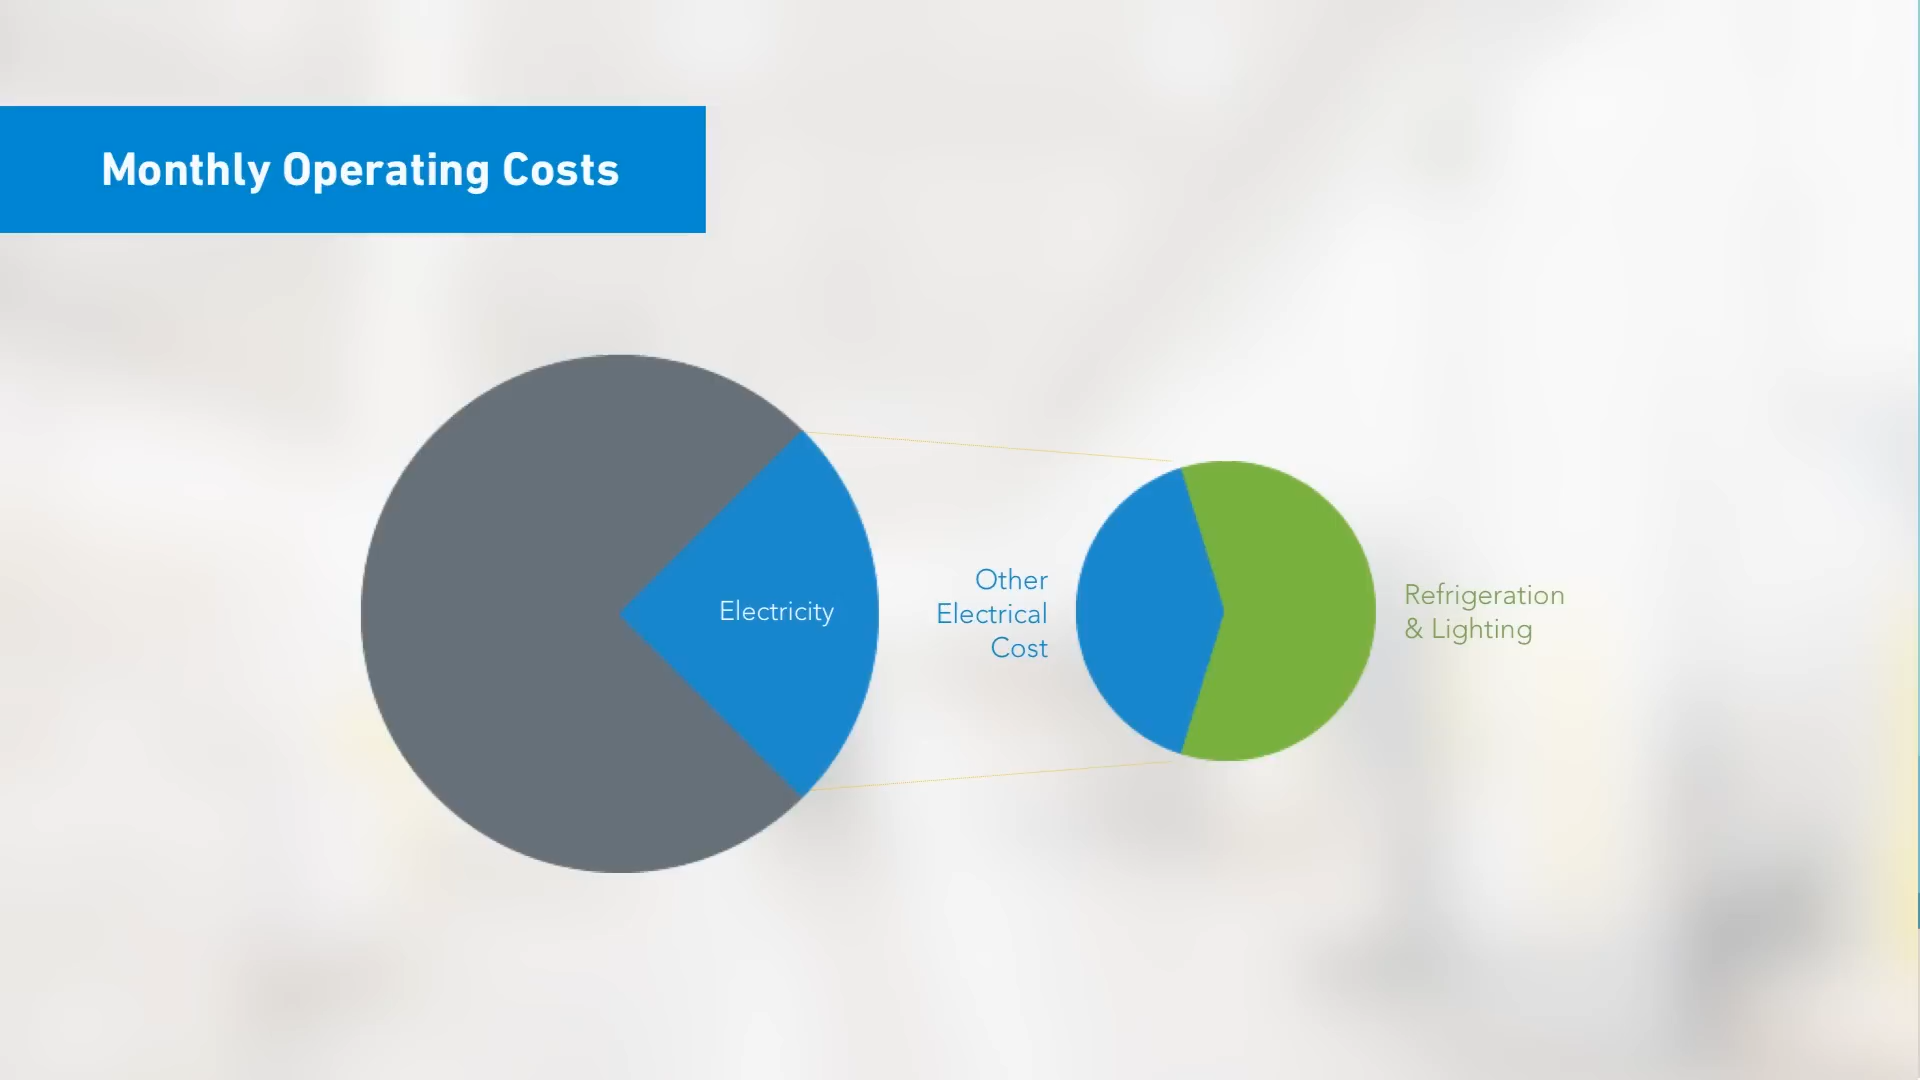 Monthly Operating Costs
Electricity
Other
Electrical
Cost
Refrigeration
& Lighting